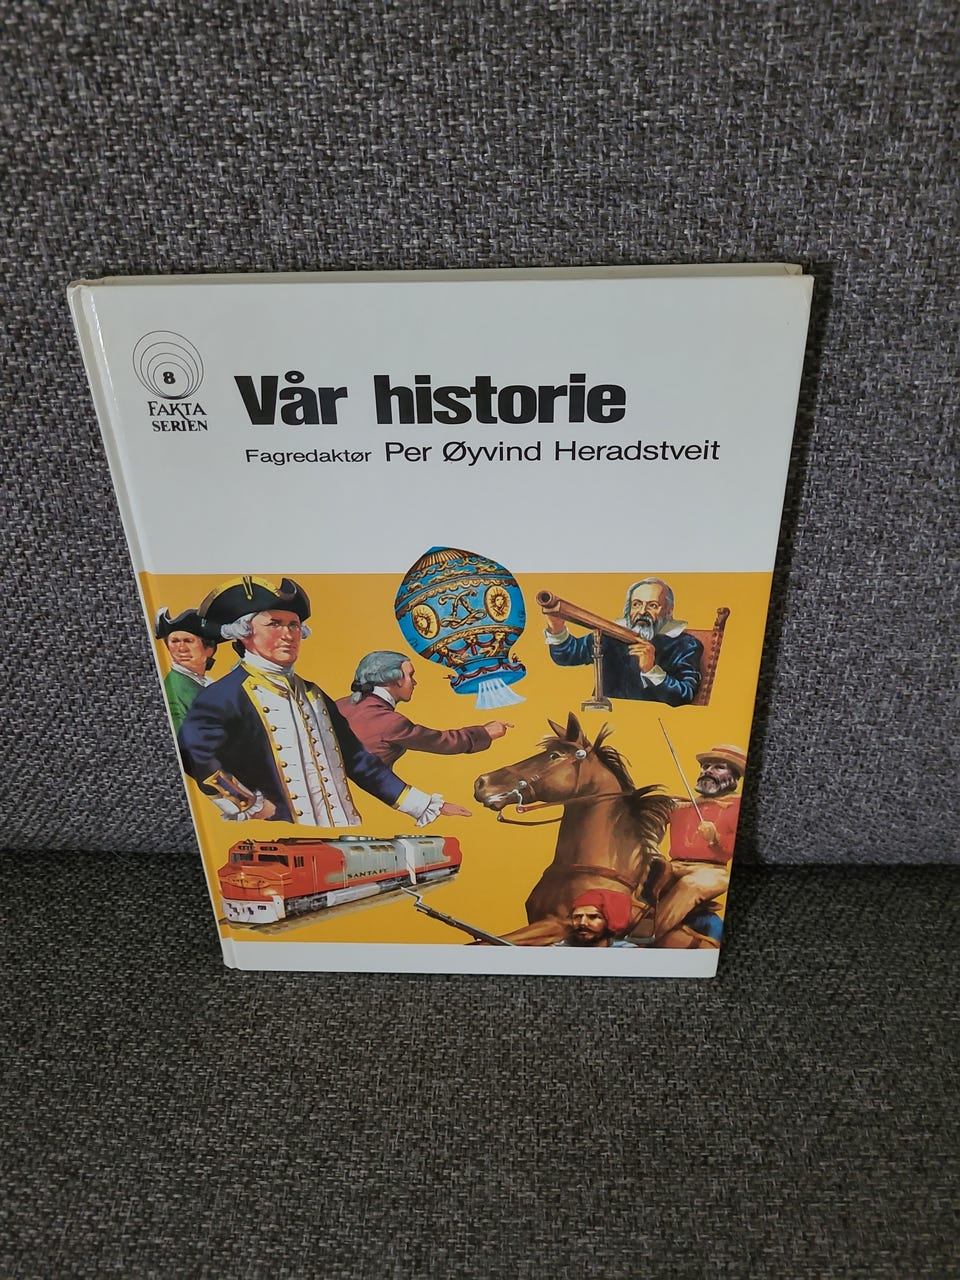 8
FAKTA
SERIEN
Vår historie
Fagredaktør Per Øyvind Heradstveit
SANTA FE